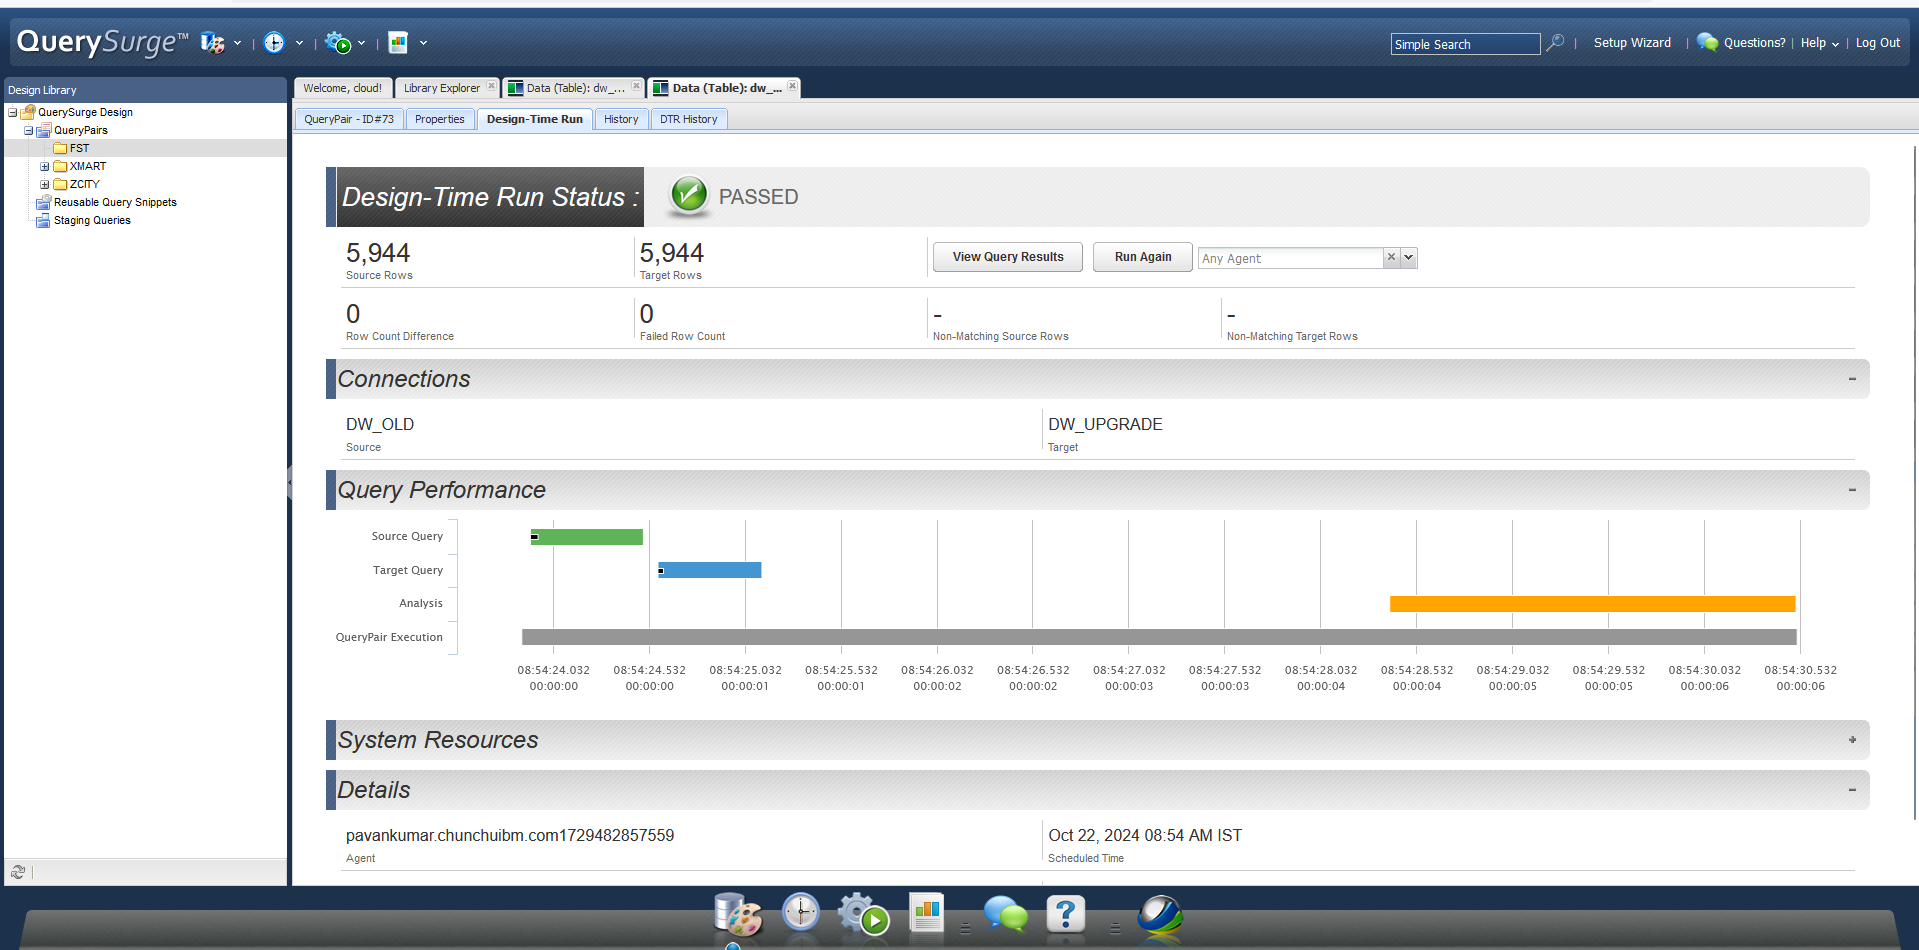 QuerySurge™
Simple Search
Setup Wizard
Questions?
Help
Log Out
Design Library
QuerySurge Design
QueryPairs
FST
XMART
ZCITY
Reusable Query Snippets
Staging Queries
Welcome, cloud!
Library Explorer
Data (Table): dw_...
Data (Table): dw_...
QueryPair - ID#73
Properties
Design-Time Run
History
DTR History
Design-Time Run Status :
PASSED
5,944
Source Rows
5,944
Target Rows
View Query Results
Run Again
Any Agent
0
Row Count Difference
0
Failed Row Count
-
Non-Matching Source Rows
-
Non-Matching Target Rows
Connections
DW_OLD
Source
DW_UPGRADE
Target
Query Performance
Source Query
Target Query
Analysis
QueryPair Execution
08:54:24.032 08:54:24.532 08:54:25.032 08:54:25.532 08:54:26.032 08:54:26.532 08:54:27.032 08:54:27.532 08:54:28.032 08:54:28.532 08:54:29.032 08:54:29.532 08:54:30.032 08:54:30.532
00:00:00 00:00:00 00:00:01 00:00:01 00:00:02 00:00:02 00:00:03 00:00:03 00:00:04 00:00:04 00:00:05 00:00:05 00:00:06 00:00:06
System Resources
Details
pavankumar.chunchuibm.com1729482857559
Agent
Oct 22, 2024 08:54 AM IST
Scheduled Time